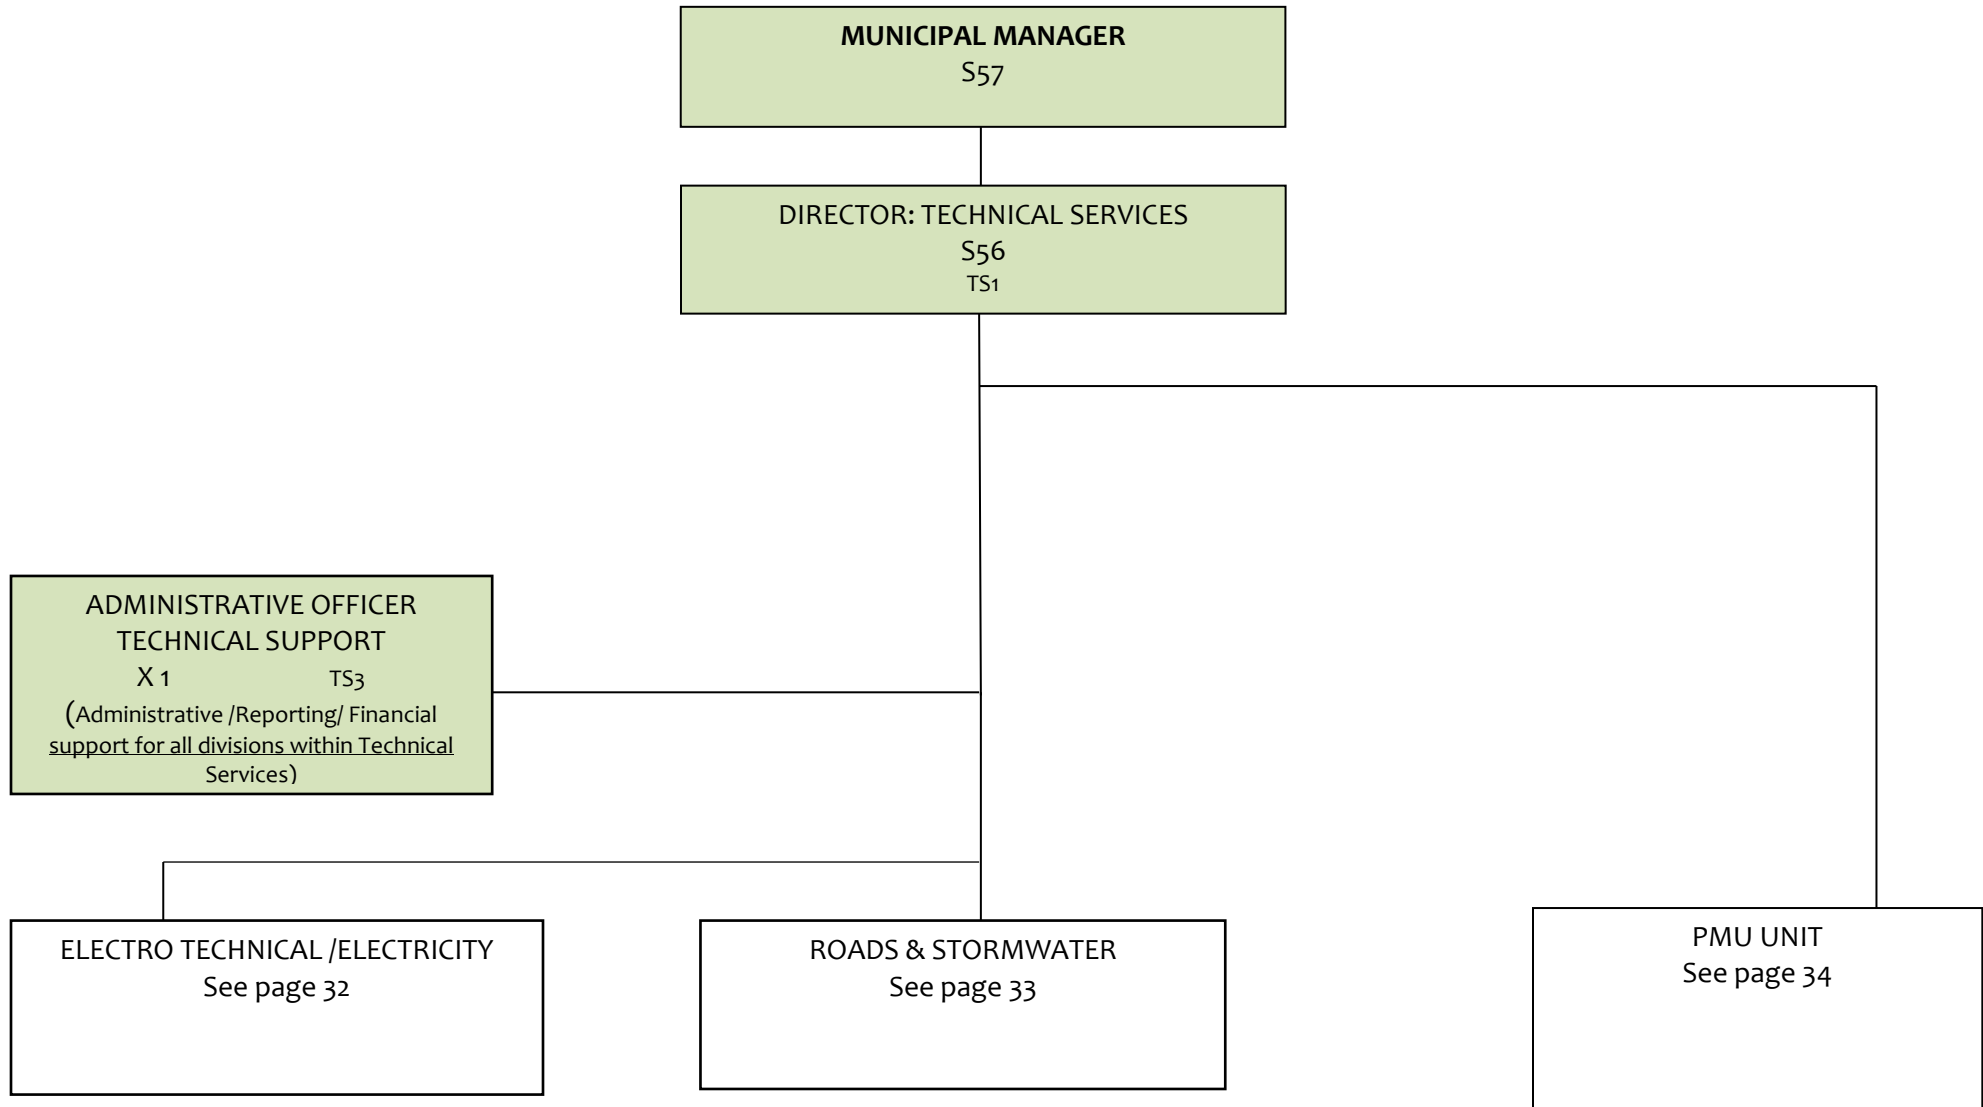 MUNICIPAL MANAGER
S57
DIRECTOR: TECHNICAL SERVICES
S56
TS1
ADMINISTRATIVE OFFICER
TECHNICAL SUPPORT
X 1 TS3
(Administrative /Reporting/ Financial
support for all divisions within Technical
Services)
ELECTRO TECHNICAL /ELECTRICITY
See page 32
ROADS & STORMWATER
See page 33
PMU UNIT
See page 34